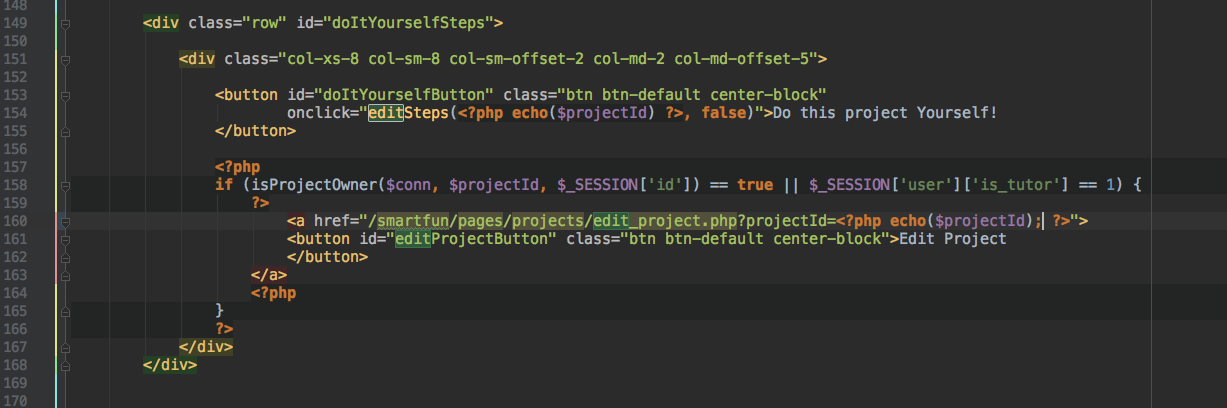 148
149 <div class="row" id="doItYourselfSteps">
150
151 <div class="col-xs-8 col-sm-8 col-sm-offset-2 col-md-2 col-md-offset-5">
152
153 <button id="doItYourselfButton" class="btn btn-default center-block"
154 onclick="editSteps(<?php echo($projectId) ?>, false)">Do this project Yourself!
155 </button>
156
157 <?php
158 if (isProjectOwner($conn, $projectId, $_SESSION['id']) == true || $_SESSION['user']['is_tutor'] == 1) {
159 ?>
160 <a href="/smartfun/pages/projects/edit_project.php?projectId=<?php echo($projectId); ?>">
161 <button id="editProjectButton" class="btn btn-default center-block">Edit Project
162 </button>
163 </a>
164 <?php
165 }
166 ?>
167 </div>
168 </div>
169
170